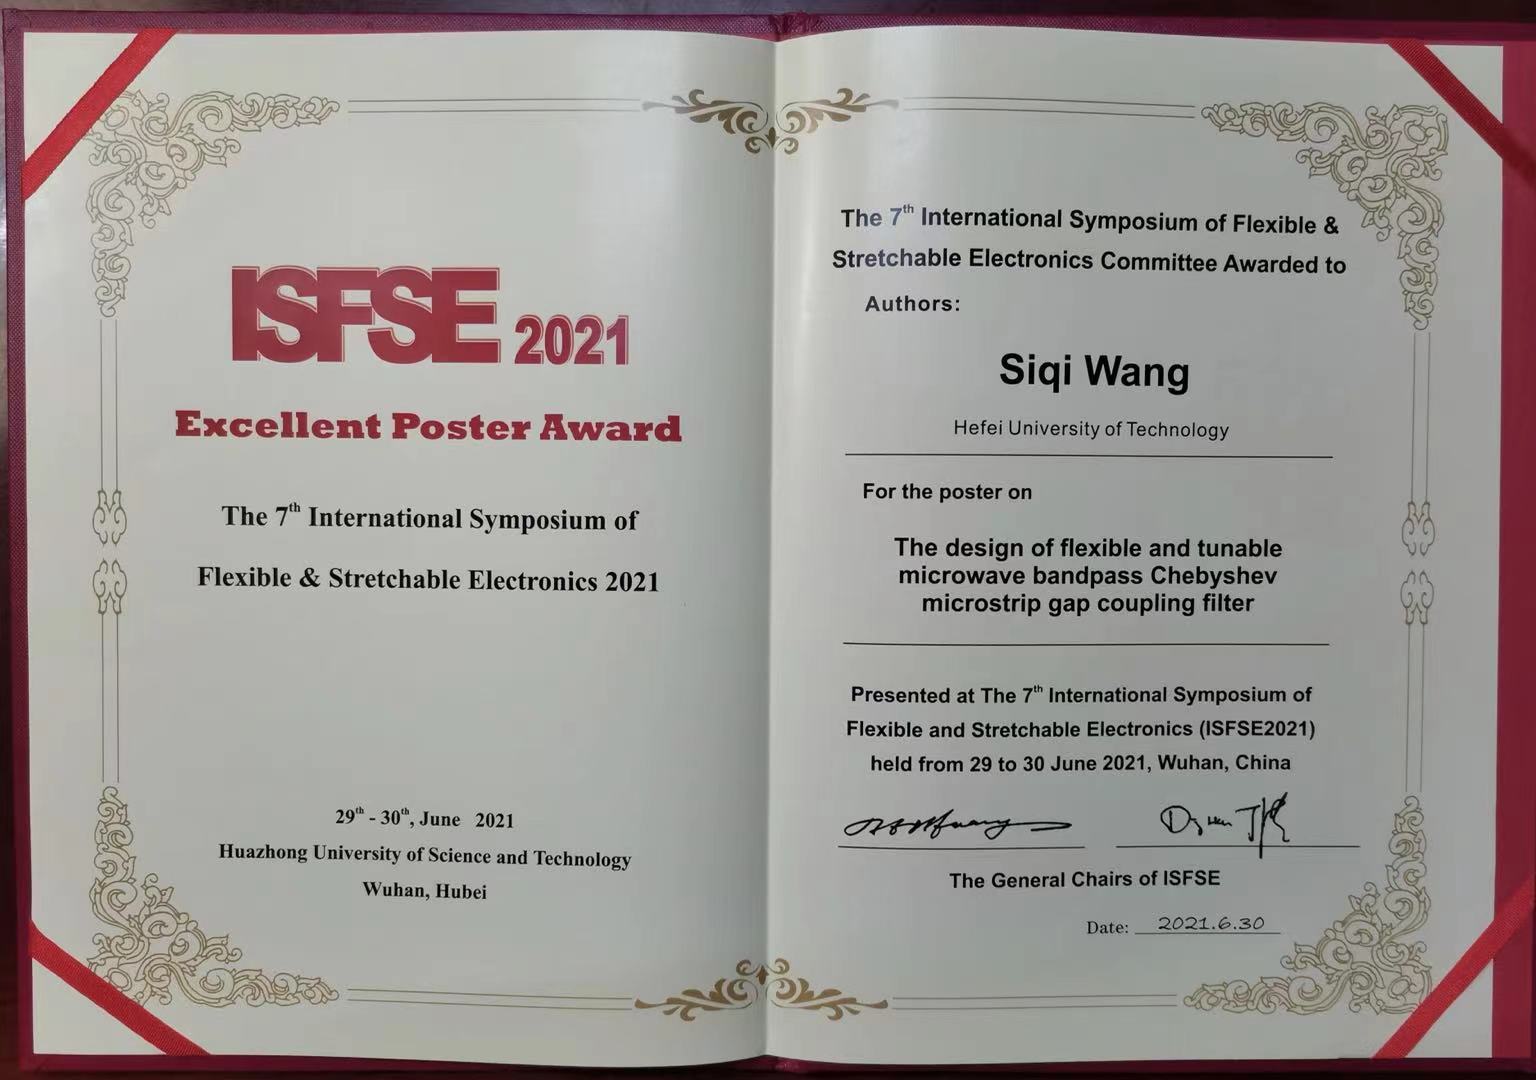 ISFSE 2021
Excellent Poster Award
The 7th International Symposium of
Flexible & Stretchable Electronics 2021
29th - 30th, June 2021
Huazhong University of Science and Technology
Wuhan, Hubei
The 7th International Symposium of Flexible &
Stretchable Electronics Committee Awarded to
Authors:
Siqi Wang
Hefei University of Technology
For the poster on
The design of flexible and tunable
microwave bandpass Chebyshev
microstrip gap coupling filter
Presented at The 7th International Symposium of
Flexible and Stretchable Electronics (ISFSE2021)
held from 29 to 30 June 2021, Wuhan, China
The General Chairs of ISFSE
Date: 2021.6.30